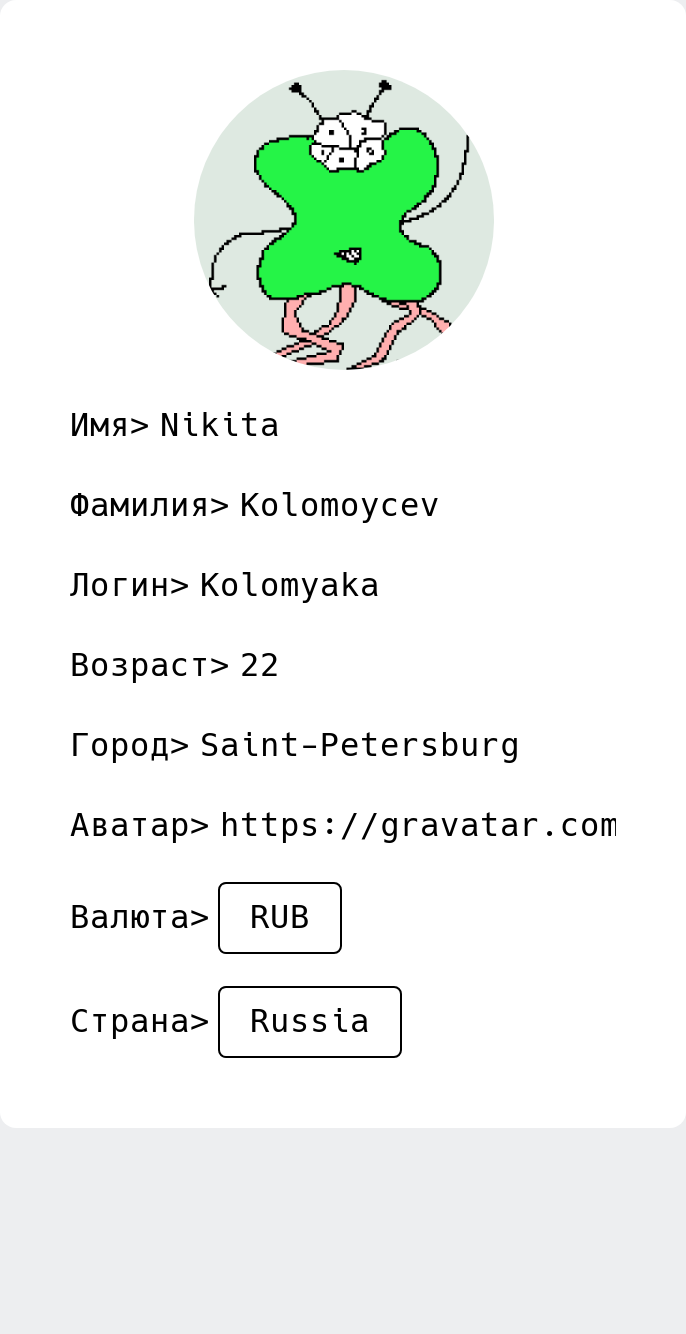 Имя> Nikita
Фамилия> Kolomoycev
Логин> Kolomyaka
Возраст> 22
Город> Saint-Petersburg
Аватар> https://gravatar.com
Валюта> RUB
Страна> Russia